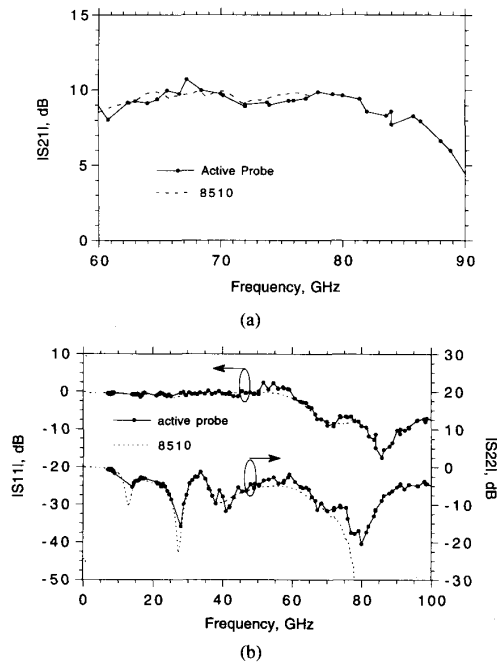 15
10
5
0
|S21|, dB
Active Probe
8510
60 70 80 90
Frequency, GHz
(a)
10
0
-10
-20
-30
-40
-50
|S11|, dB
active probe
8510
30
20
10
0
-10
-20
-30
|S22|, dB
0 20 40 60 80 100
Frequency, GHz
(b)